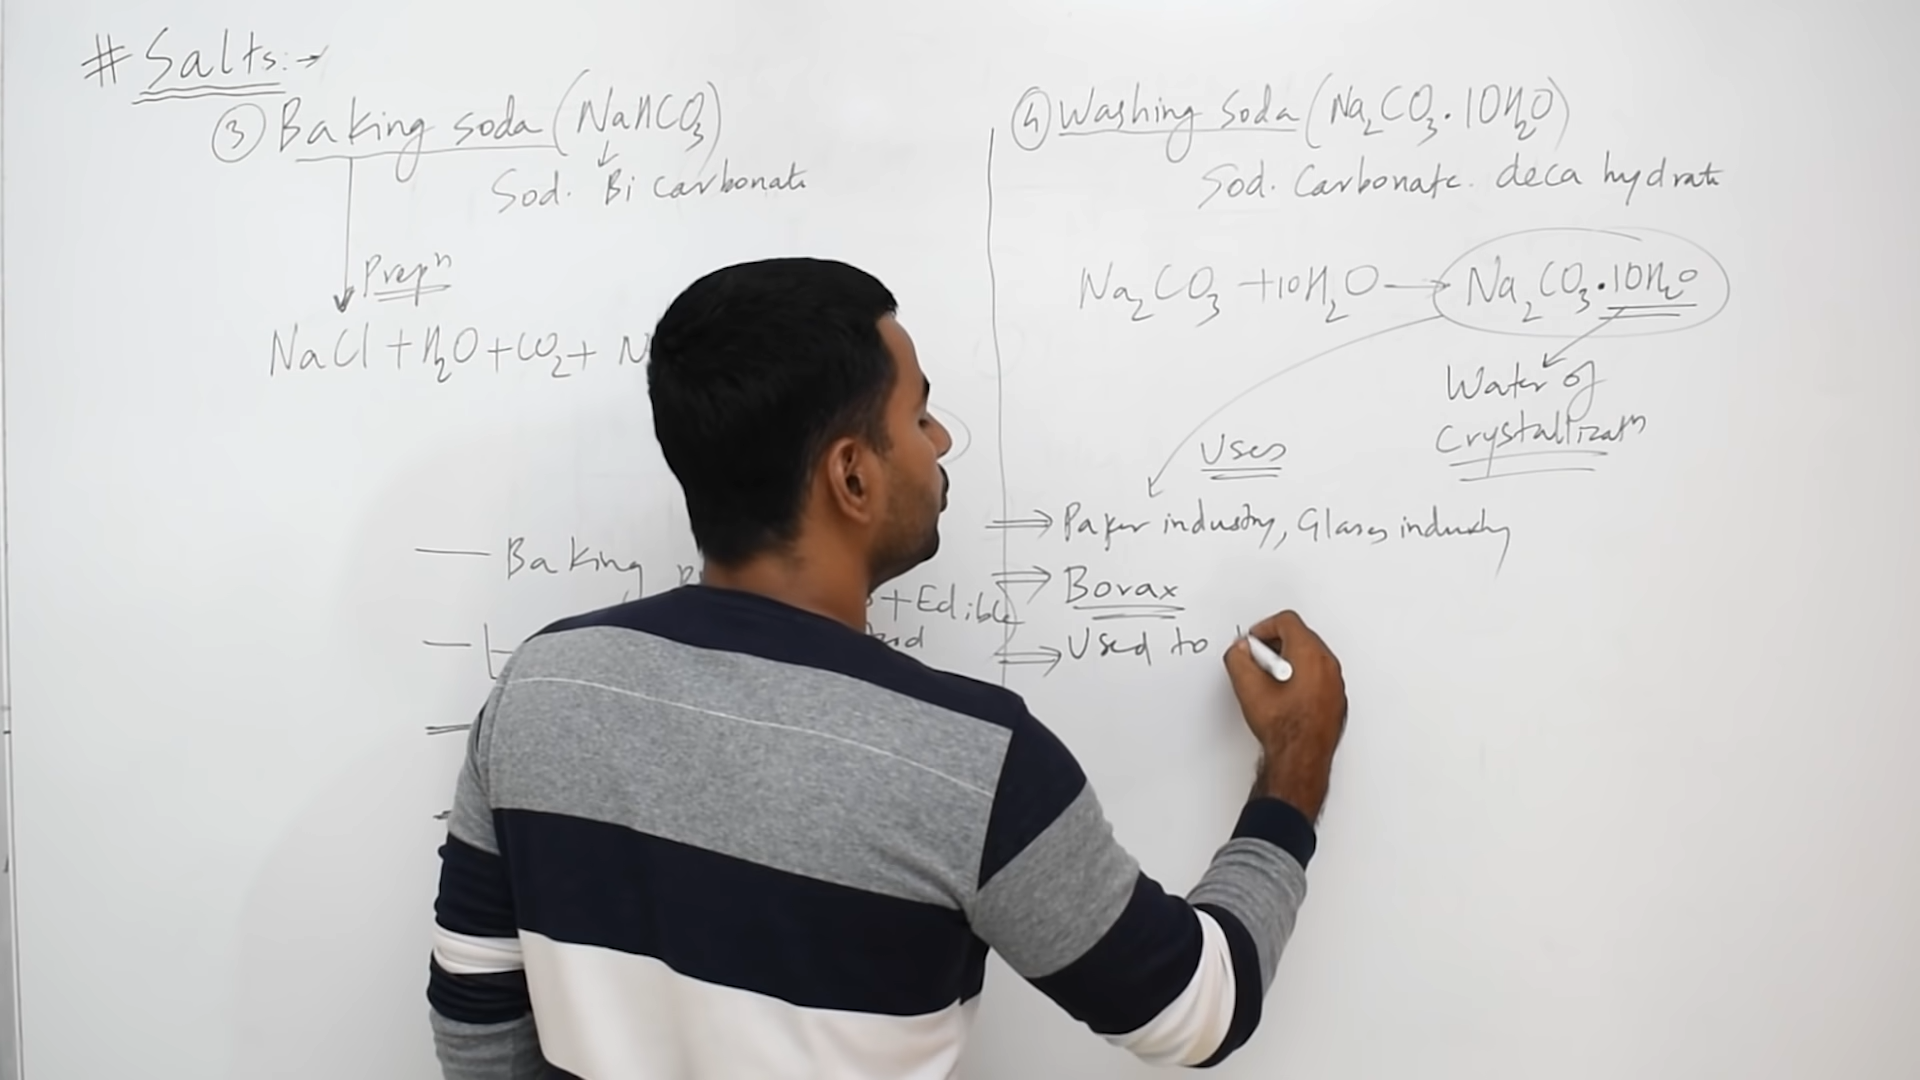 # Salts:→
③ Baking soda (NaHCO₃)
Sod. Bi carbonate
Prepⁿ
NaCl + H₂O + CO₂ + N
— Baking
+ Edible
④ Washing Soda (Na₂CO₃·10H₂O)
Sod. Carbonate. deca hydrate
Na₂CO₃ + 10H₂O → Na₂CO₃·10H₂O
Water of
Crystallizatⁿ
Uses
⇒ Paper industry, Glass industry
⇒ Borax
⇒ Used to